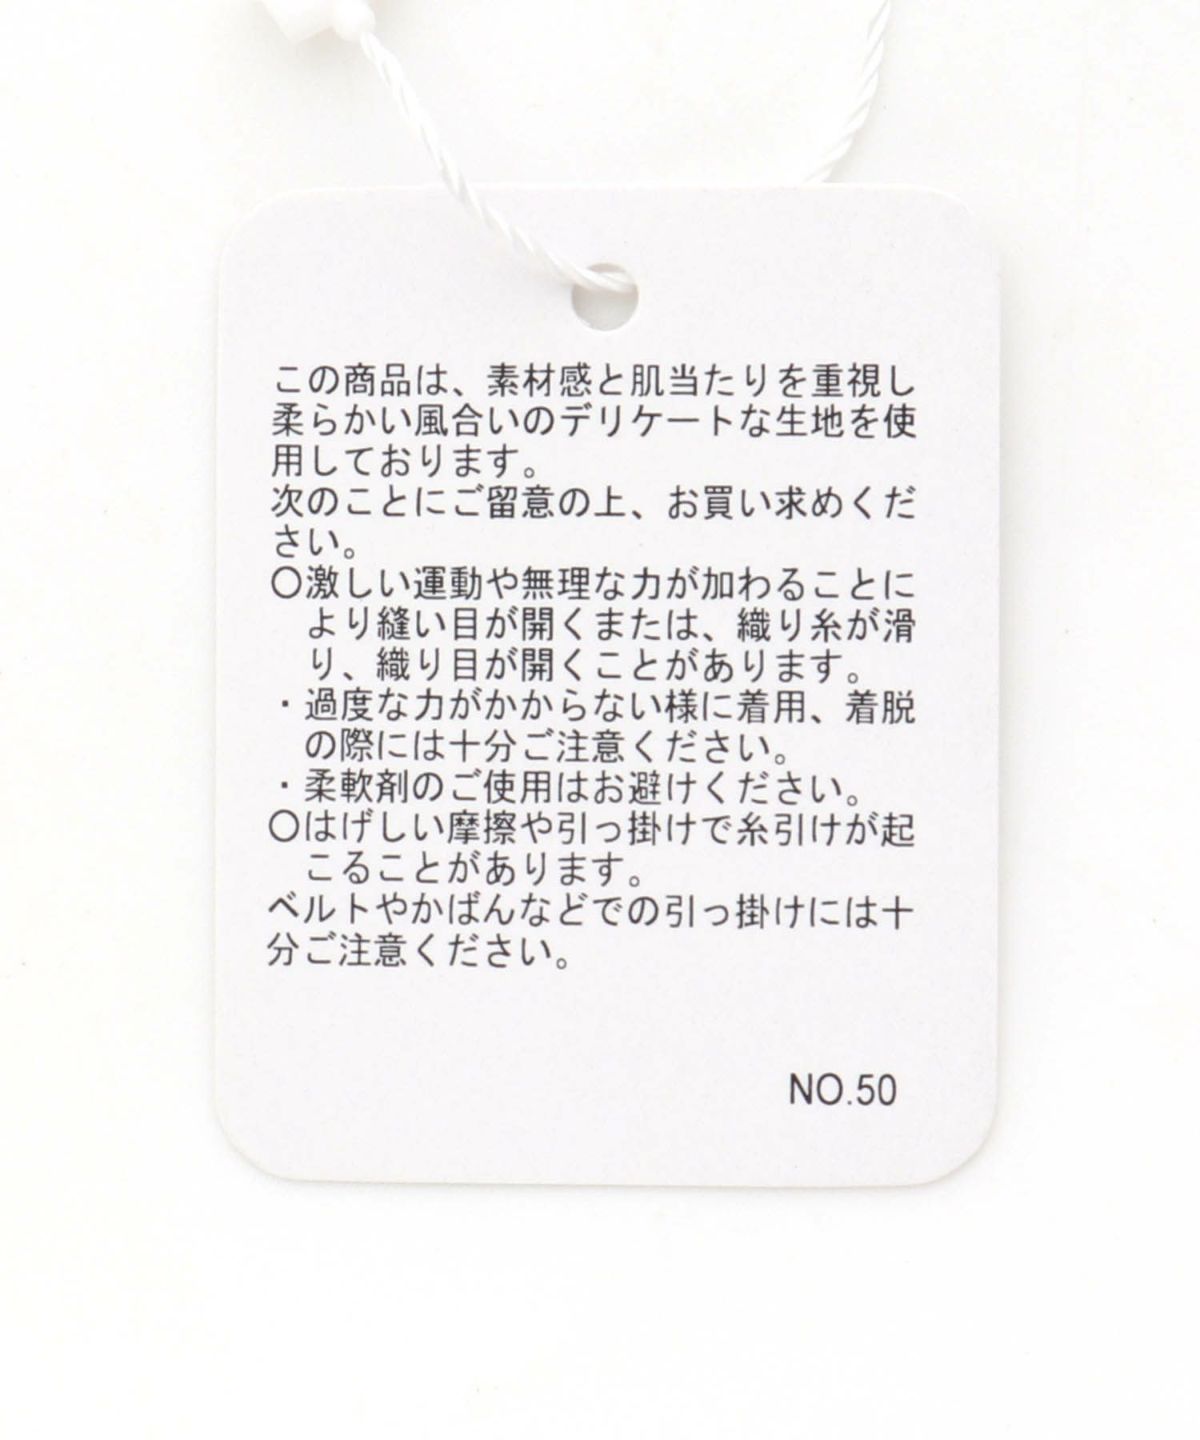 この商品は、素材感と肌当たりを重視し
柔らかい風合いのデリケートな生地を使
用しております。
次のことにご留意の上、お買い求めくだ
さい。
〇激しい運動や無理な力が加わることに
より縫い目が開くまたは、織り糸が滑
り、織り目が開くことがあります。
・過度な力がかからない様に着用、着脱
の際には十分ご注意ください。
・柔軟剤のご使用はお避けください。
〇はげしい摩擦や引っ掛けで糸引けが起
こることがあります。
ベルトやかばんなどでの引っ掛けには十
分ご注意ください。
NO.50